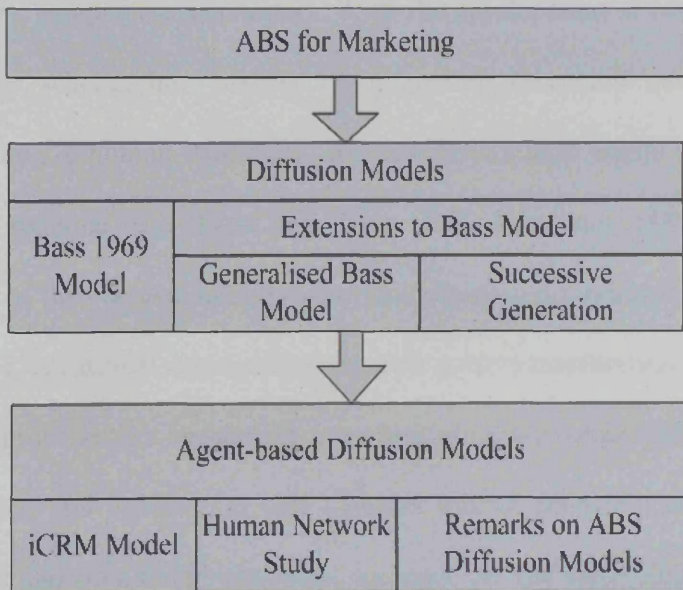 ABS for Marketing
Diffusion Models
Bass 1969
Model
Extensions to Bass Model
Generalised Bass
Model
Successive
Generation
Agent-based Diffusion Models
iCRM Model
Human Network
Study
Remarks on ABS
Diffusion Models